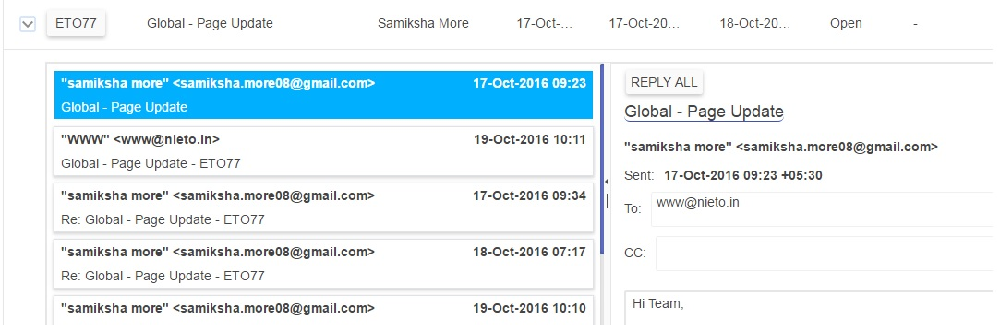 ETO77 Global - Page Update Samiksha More 17-Oct-... 17-Oct-20... 18-Oct-20... Open -
"samiksha more" <samiksha.more08@gmail.com> 17-Oct-2016 09:23
Global - Page Update
"WWW" <www@nieto.in> 19-Oct-2016 10:11
Global - Page Update - ETO77
"samiksha more" <samiksha.more08@gmail.com> 17-Oct-2016 09:34
Re: Global - Page Update - ETO77
"samiksha more" <samiksha.more08@gmail.com> 18-Oct-2016 07:17
Re: Global - Page Update - ETO77
"samiksha more" <samiksha.more08@gmail.com> 19-Oct-2016 10:10
REPLY ALL
Global - Page Update
"samiksha more" <samiksha.more08@gmail.com>
Sent: 17-Oct-2016 09:23 +05:30
To: www@nieto.in
CC:
Hi Team,